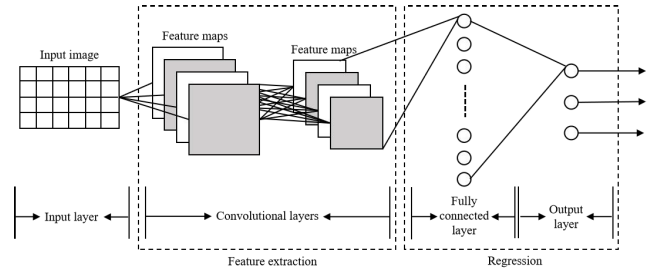 Input image
Feature maps
Feature maps
Input layer
Convolutional layers
Fully
connected
layer
Output
layer
Feature extraction
Regression